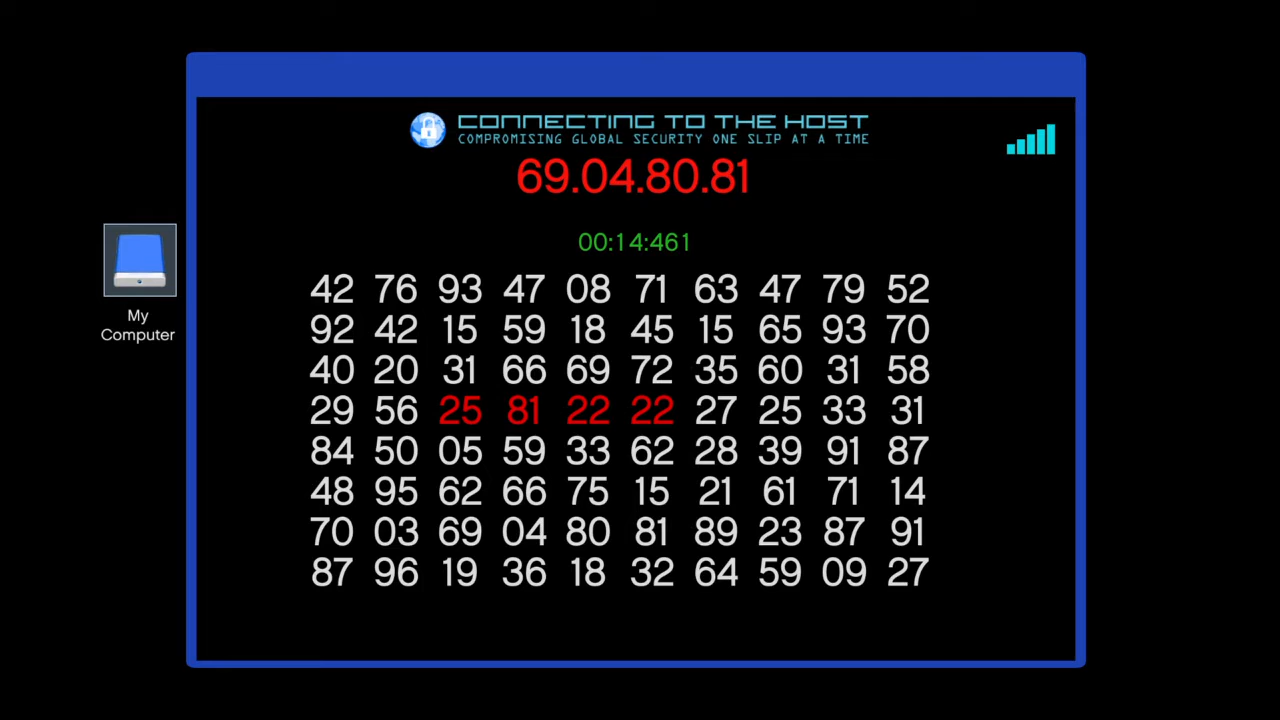 CONNECTING TO THE HOST
COMPROMISING GLOBAL SECURITY ONE SLIP AT A TIME
69.04.80.81
00:14:461
42 76 93 47 08 71 63 47 79 52
92 42 15 59 18 45 15 65 93 70
40 20 31 66 69 72 35 60 31 58
29 56 25 81 22 22 27 25 33 31
84 50 05 59 33 62 28 39 91 87
48 95 62 66 75 15 21 61 71 14
70 03 69 04 80 81 89 23 87 91
87 96 19 36 18 32 64 59 09 27
My
Computer